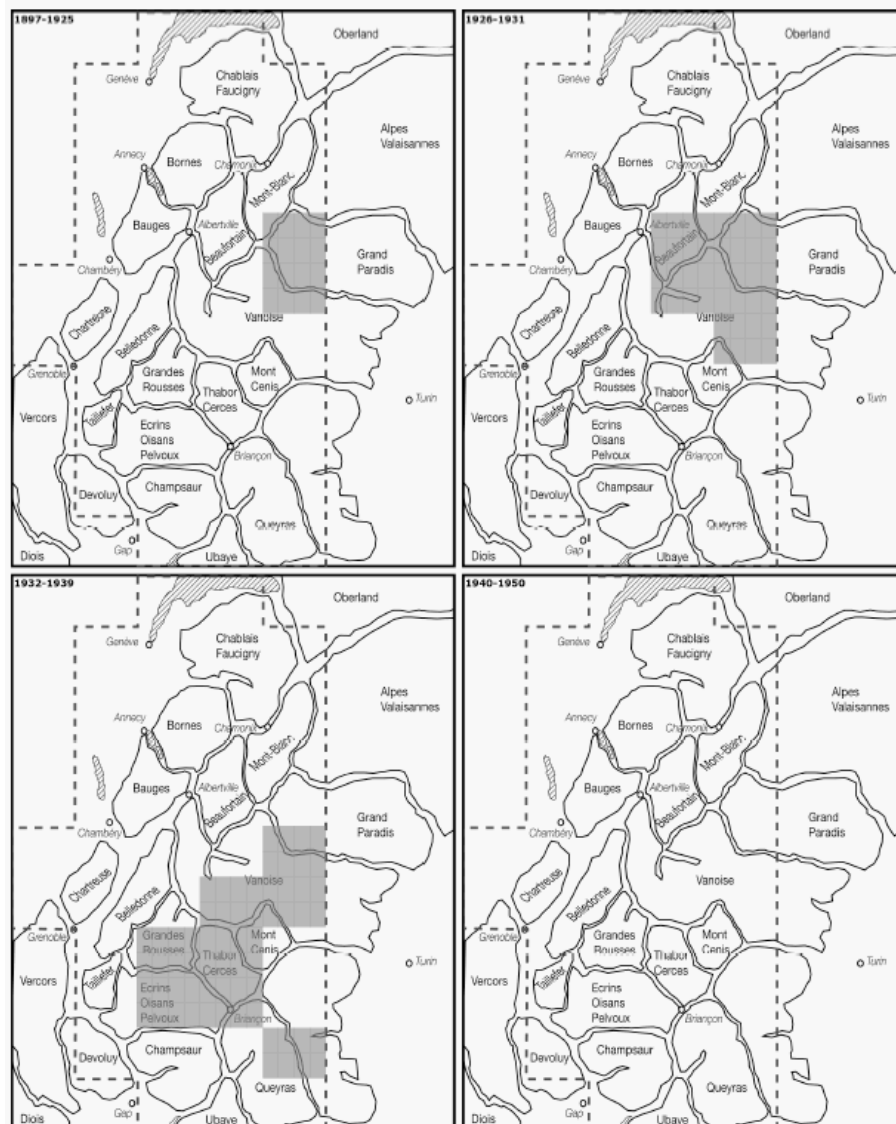 1897-1925
Oberland
Chablais
Faucigny
Genève
Alpes
Valaisannes
Annecy
Bornes
Chamonix
Mont-Blanc
Bauges
Albertville
Beaufortain
Grand
Paradis
Chambéry
Chartreuse
Vanoise
Belledonne
Grandes
Rousses
Mont
Cenis
Thabor
Cerces
Grenoble
Turin
Vercors
Taillefer
Ecrins
Oisans
Pelvoux
Briançon
Devoluy
Champsaur
Queyras
Gap
Diois
Ubaye
1926-1931
Oberland
Chablais
Faucigny
Genève
Alpes
Valaisannes
Annecy
Bornes
Chamonix
Mont-Blanc
Bauges
Albertville
Beaufortain
Grand
Paradis
Chambéry
Chartreuse
Vanoise
Belledonne
Grandes
Rousses
Mont
Cenis
Thabor
Cerces
Grenoble
Turin
Vercors
Taillefer
Ecrins
Oisans
Pelvoux
Briançon
Devoluy
Champsaur
Queyras
Gap
Diois
Ubaye
1932-1939
Oberland
Chablais
Faucigny
Genève
Alpes
Valaisannes
Annecy
Bornes
Chamonix
Mont-Blanc
Bauges
Albertville
Beaufortain
Grand
Paradis
Chambéry
Chartreuse
Vanoise
Belledonne
Grandes
Rousses
Mont
Cenis
Thabor
Cerces
Grenoble
Turin
Vercors
Taillefer
Ecrins
Oisans
Pelvoux
Briançon
Devoluy
Champsaur
Queyras
Gap
Diois
Ubaye
1940-1950
Oberland
Chablais
Faucigny
Genève
Alpes
Valaisannes
Annecy
Bornes
Chamonix
Mont-Blanc
Bauges
Albertville
Beaufortain
Grand
Paradis
Chambéry
Chartreuse
Vanoise
Belledonne
Grandes
Rousses
Mont
Cenis
Thabor
Cerces
Grenoble
Turin
Vercors
Taillefer
Ecrins
Oisans
Pelvoux
Briançon
Devoluy
Champsaur
Queyras
Gap
Diois
Ubaye